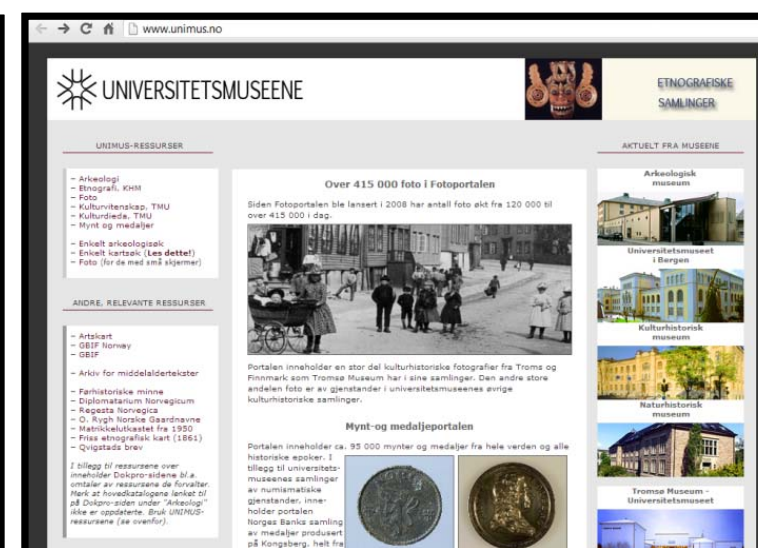 www.unimus.no
UNIVERSITETSMUSEENE
ETNOGRAFISKE
SAMLINGER
UNIMUS-RESSURSER
– Arkeologi
– Etnografi, KHM
– Foto
– Kulturvitenskap, TMU
– Kulturdieda, TMU
– Mynt og medaljer
– Enkelt arkeologisøk
– Enkelt kartsøk (Les dette!)
– Foto (for de med små skjermer)
ANDRE, RELEVANTE RESSURSER
– Artskart
– GBIF Norway
– GBIF
– Arkiv for middelaldertekster
– Førhistoriske minne
– Diplomatarium Norvegicum
– Regesta Norvegica
– O. Rygh Norske Gaardnavne
– Matrikkelutkastet fra 1950
– Friss etnografisk kart (1861)
– Qvigstads brev
I tillegg til ressursene over
inneholder Dokpro-sidene bl.a.
omtaler av ressursene de forvalter.
Merk at hovedkatalogene lenket til
på Dokpro-siden under "Arkeologi"
ikke er oppdaterte. Bruk UNIMUS-
ressursene (se ovenfor).
Over 415 000 foto i Fotoportalen
Siden Fotoportalen ble lansert i 2008 har antall foto økt fra 120 000 til
over 415 000 i dag.
Portalen inneholder en stor del kulturhistoriske fotografier fra Troms og
Finnmark som Tromsø Museum har i sine samlinger. Den andre store
andelen foto er av gjenstander i universitetsmuseenes øvrige
kulturhistoriske samlinger.
Mynt-og medaljeportalen
Portalen inneholder ca. 95 000 mynter og medaljer fra hele verden og alle
historiske epoker. I
tillegg til universitets-
museenes samlinger
av numismatiske
gjenstander, inne-
holder portalen
Norges Banks samling
av medaljer produsert
på Kongsberg, helt fra
AKTUELT FRA MUSEENE
Arkeologisk
museum
Universitetsmuseet
i Bergen
Kulturhistorisk
museum
Naturhistorisk
museum
Tromsø Museum -
Universitetsmuseet